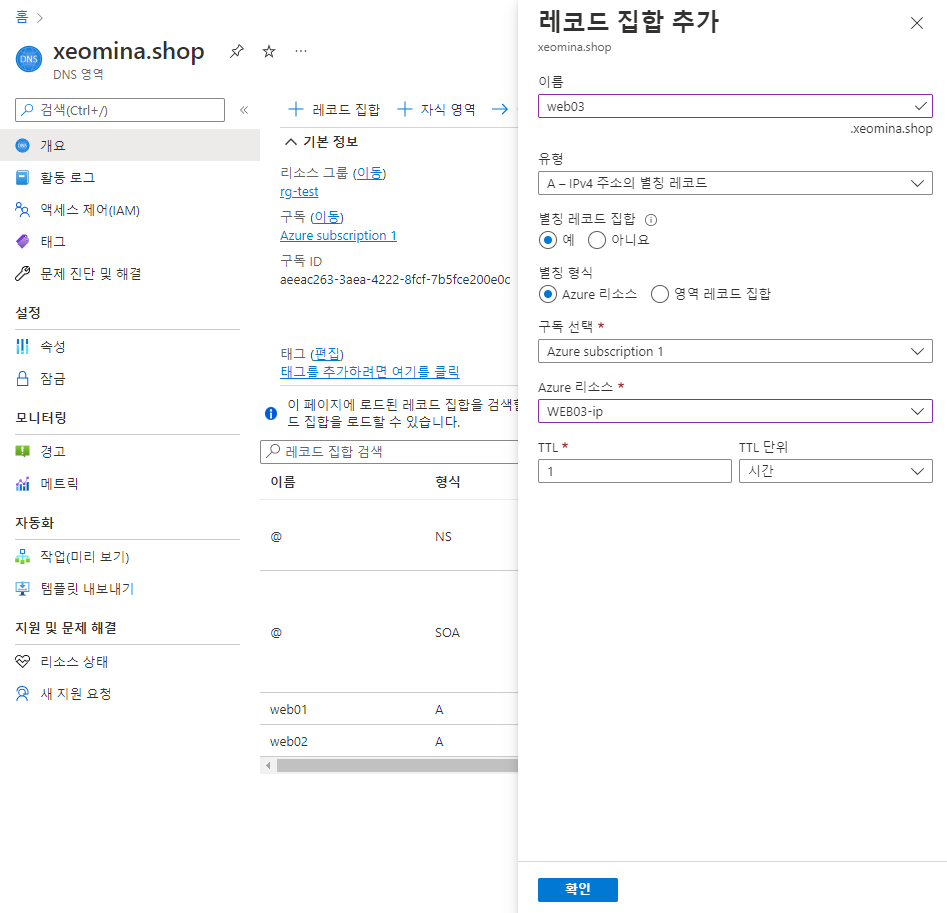 홈
DNS
xeomina.shop
DNS 영역
검색(Ctrl+/)
DNS 개요
활동 로그
액세스 제어(IAM)
태그
문제 진단 및 해결
설정
속성
잠금
모니터링
경고
메트릭
자동화
작업(미리 보기)
템플릿 내보내기
지원 및 문제 해결
리소스 상태
새 지원 요청
레코드 집합 자식 영역
기본 정보
리소스 그룹 (이동)
rg-test
구독 (이동)
Azure subscription 1
구독 ID
aeeac263-3aea-4222-8fcf-7b5fce200e0c
태그 (편집)
태그를 추가하려면 여기를 클릭
이 페이지에 로드된 레코드 집합을 검색할
드 집합을 로드할 수 있습니다.
레코드 집합 검색
이름 형식
@ NS
@ SOA
web01 A
web02 A
레코드 집합 추가
xeomina.shop
이름
web03
.xeomina.shop
유형
A – IPv4 주소의 별칭 레코드
별칭 레코드 집합
예 아니요
별칭 형식
Azure 리소스 영역 레코드 집합
구독 선택 *
Azure subscription 1
Azure 리소스 *
WEB03-ip
TTL * TTL 단위
1 시간
확인